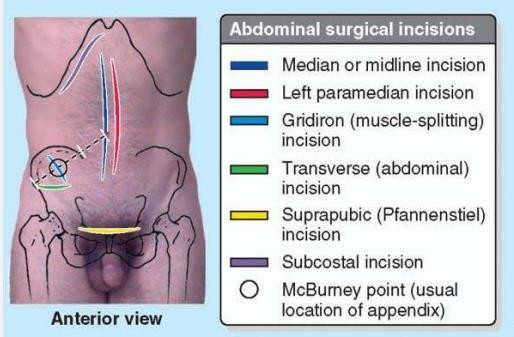 Abdominal surgical incisions
Median or midline incision
Left paramedian incision
Gridiron (muscle-splitting)
incision
Transverse (abdominal)
incision
Suprapubic (Pfannenstiel)
incision
Subcostal incision
McBurney point (usual
location of appendix)
Anterior view